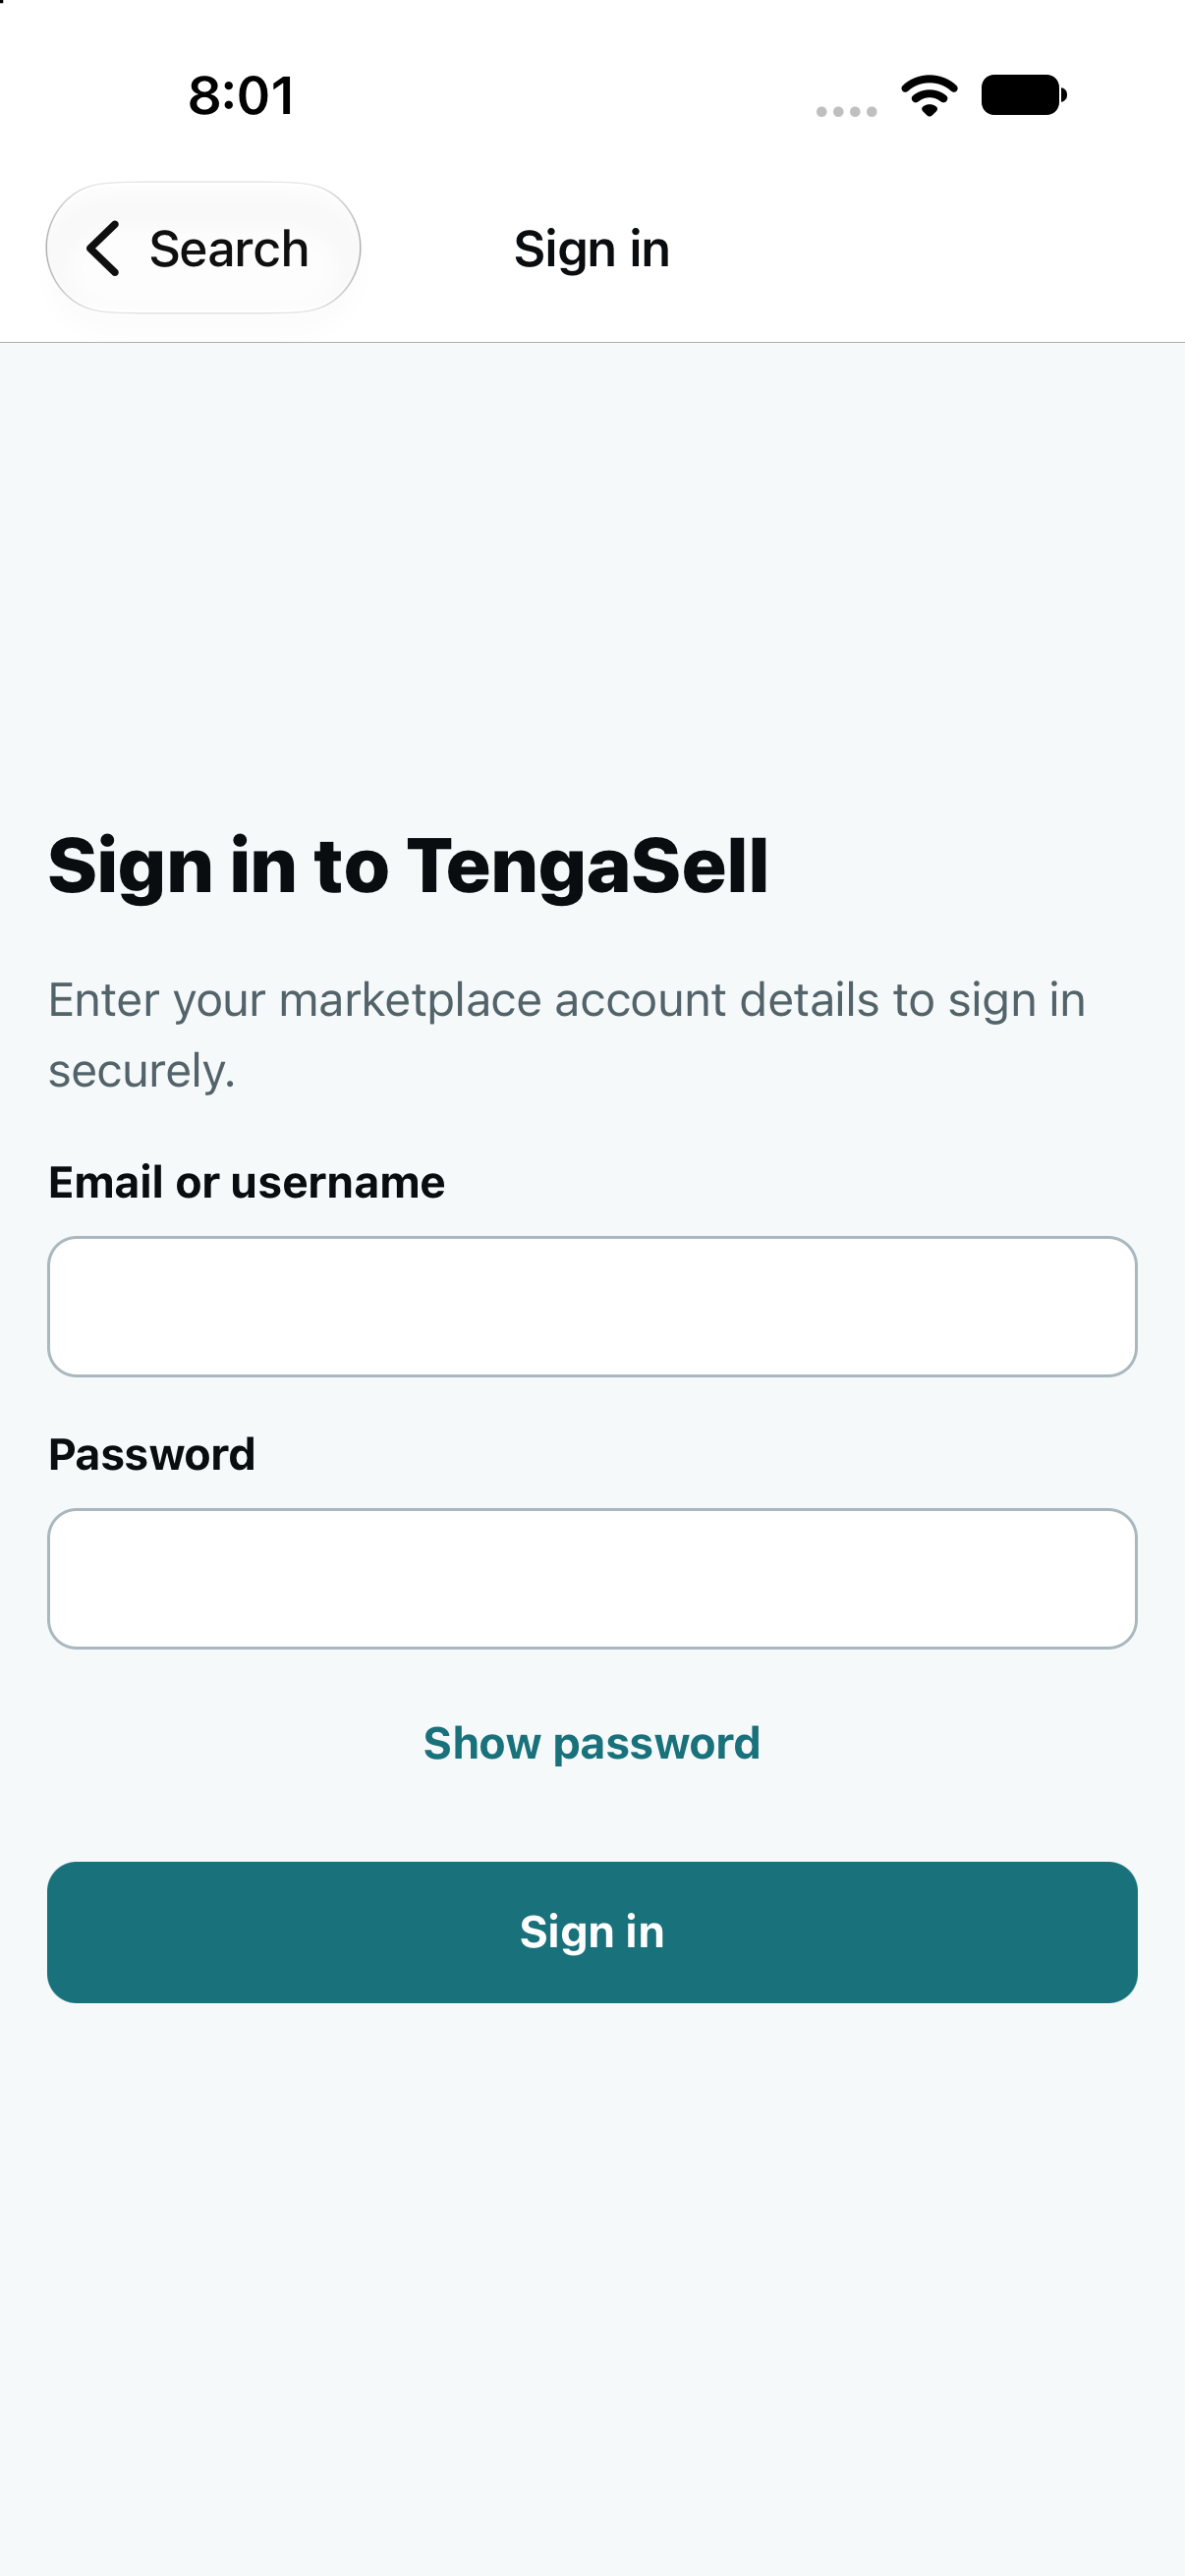 8:01
Search
Sign in
Sign in to TengaSell
Enter your marketplace account details to sign in
securely.
Email or username
Password
Show password
Sign in